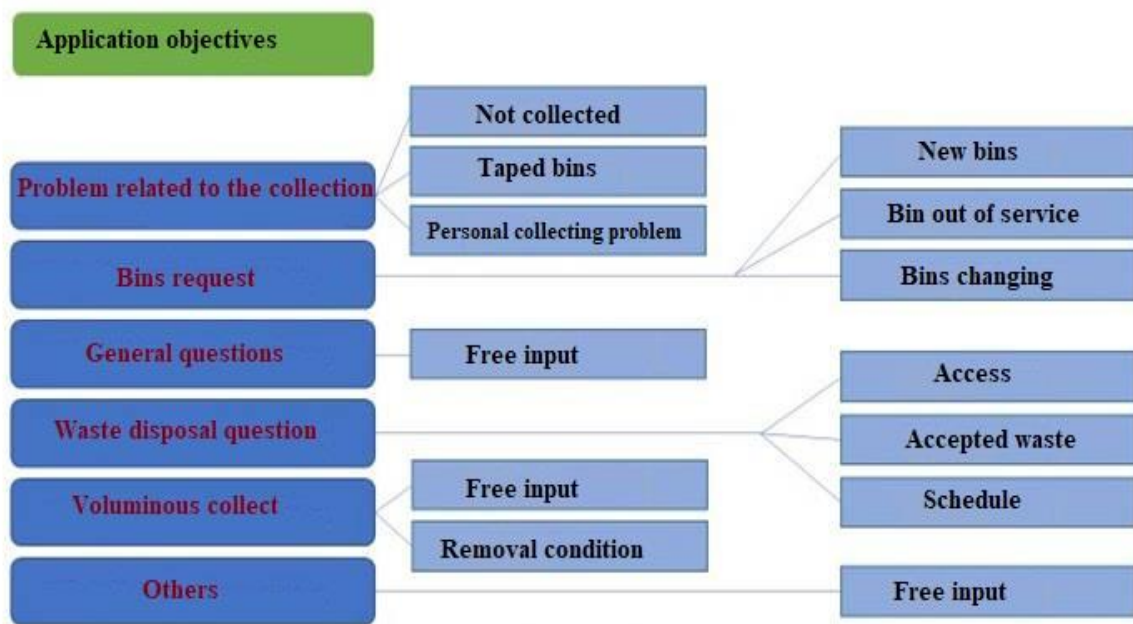 Application objectives
Problem related to the collection
Not collected
Taped bins
Personal collecting problem
Bins request
New bins
Bin out of service
Bins changing
General questions
Free input
Waste disposal question
Access
Accepted waste
Schedule
Voluminous collect
Free input
Removal condition
Others
Free input